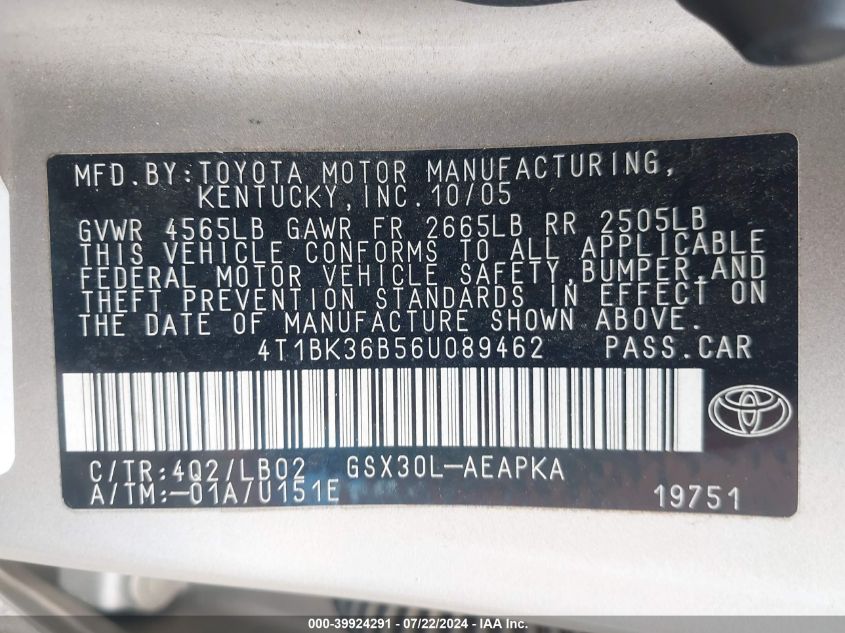 MFD.BY:TOYOTA MOTOR MANUFACTURING,
KENTUCKY,INC.10/05
GVWR 4565LB GAWR FR 2665LB RR 2505LB
THIS VEHICLE CONFORMS TO ALL APPLICABLE
FEDERAL MOTOR VEHICLE SAFETY,BUMPER,AND
THEFT PREVENTION STANDARDS IN EFFECT ON
THE DATE OF MANUFACTURE SHOWN ABOVE.
4T1BK36B56U089462 PASS.CAR
C/TR:4Q2/LB02 GSX30L-AEAPKA
A/TM:-01A/U151E 19751
000-39924291 - 07/22/2024 - IAA Inc.